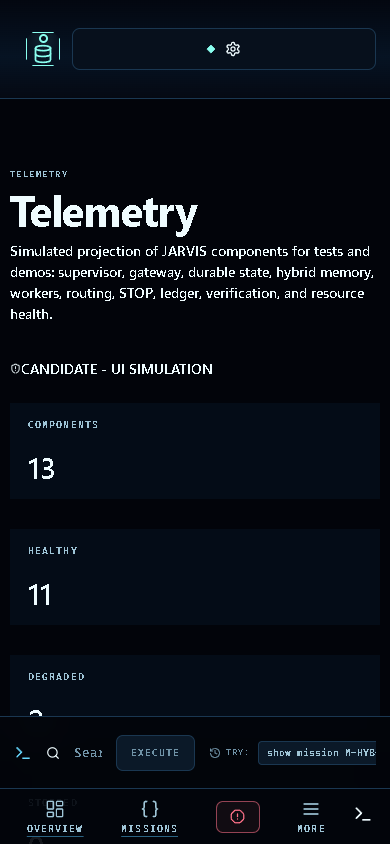 TELEMETRY
Telemetry
Simulated projection of JARVIS components for tests and
demos: supervisor, gateway, durable state, hybrid memory,
workers, routing, STOP, ledger, verification, and resource
health.
CANDIDATE - UI SIMULATION
COMPONENTS
13
HEALTHY
11
DEGRADED
Sear
EXECUTE
TRY:
show mission M-HYB
OVERVIEW
MISSIONS
MORE